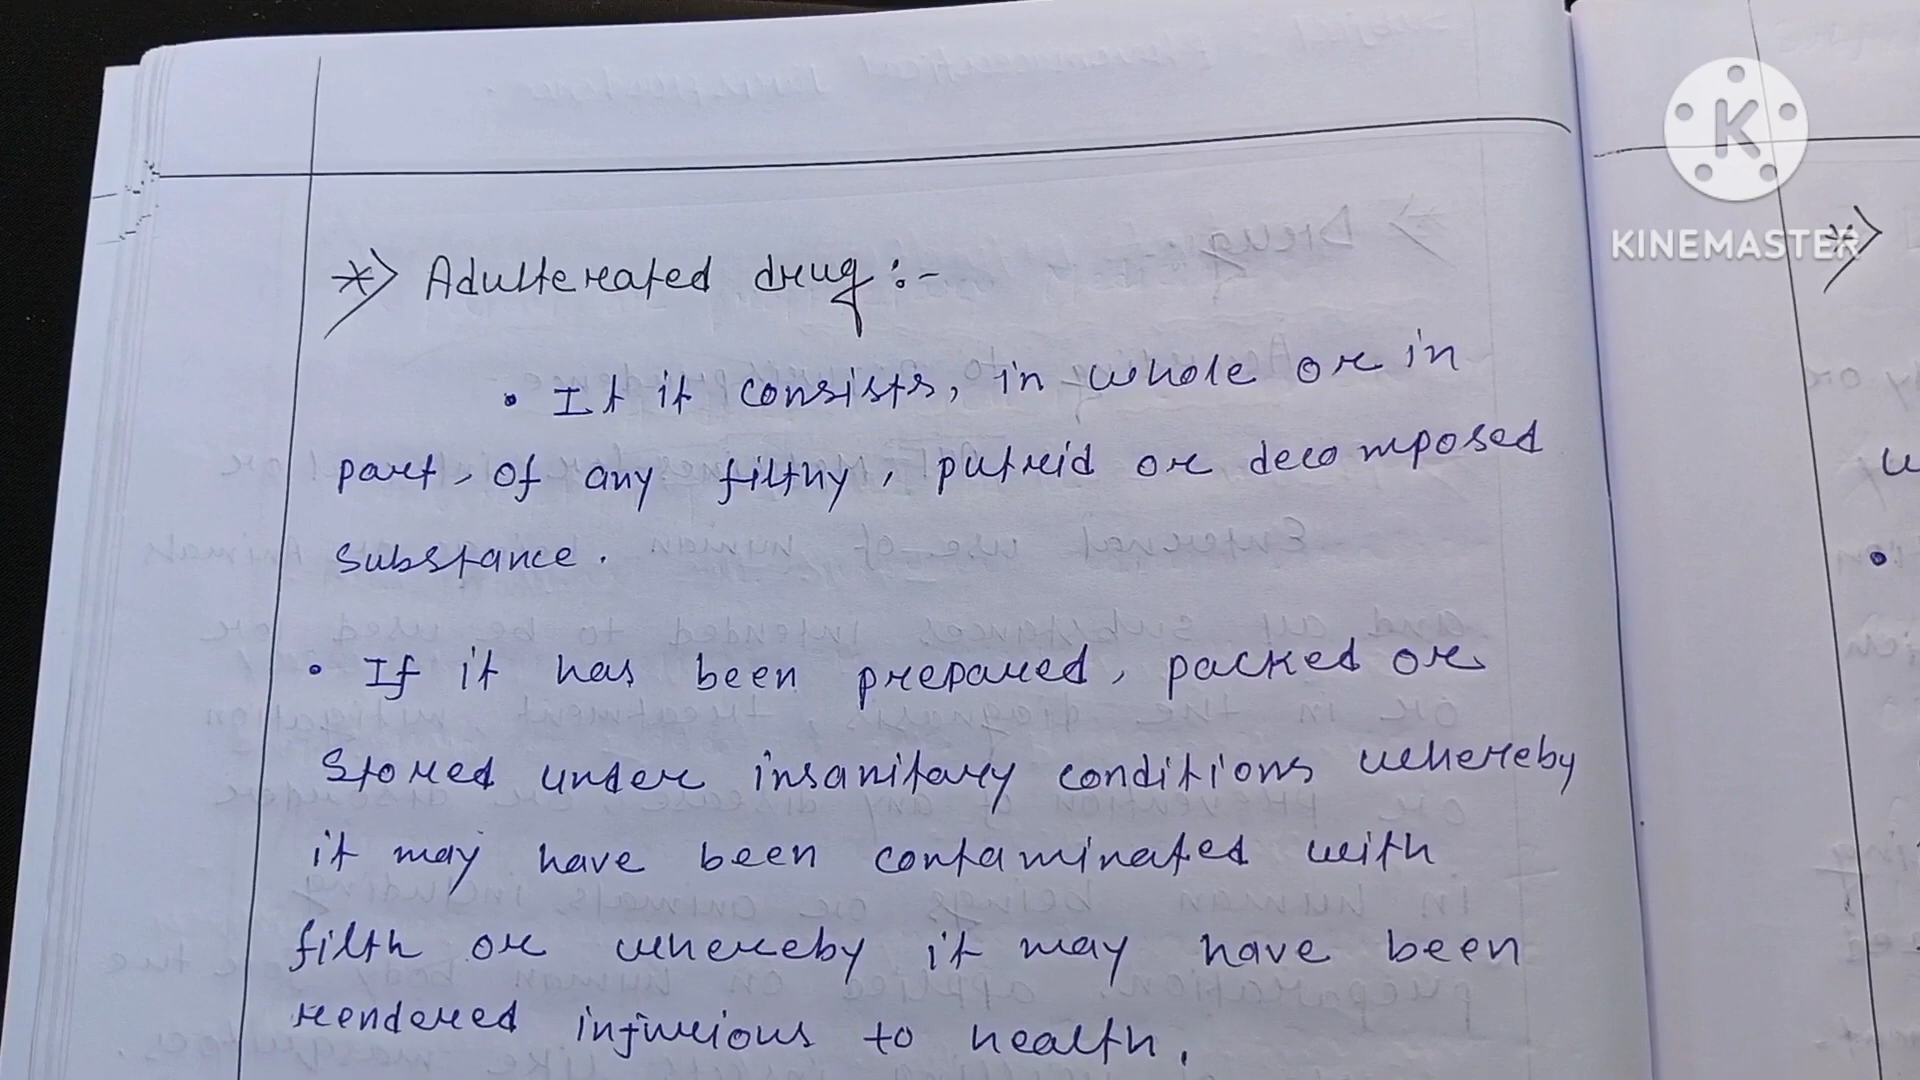 *⟩ Adulterated drug :-
• If it consists, in whole or in
part, of any filthy, putrid or decomposed
substance.
• If it has been prepared, packed or
stored under insanitary conditions whereby
it may have been contaminated with
filth or whereby it may have been
rendered injurious to health.
K
KINEMASTER
*⟩